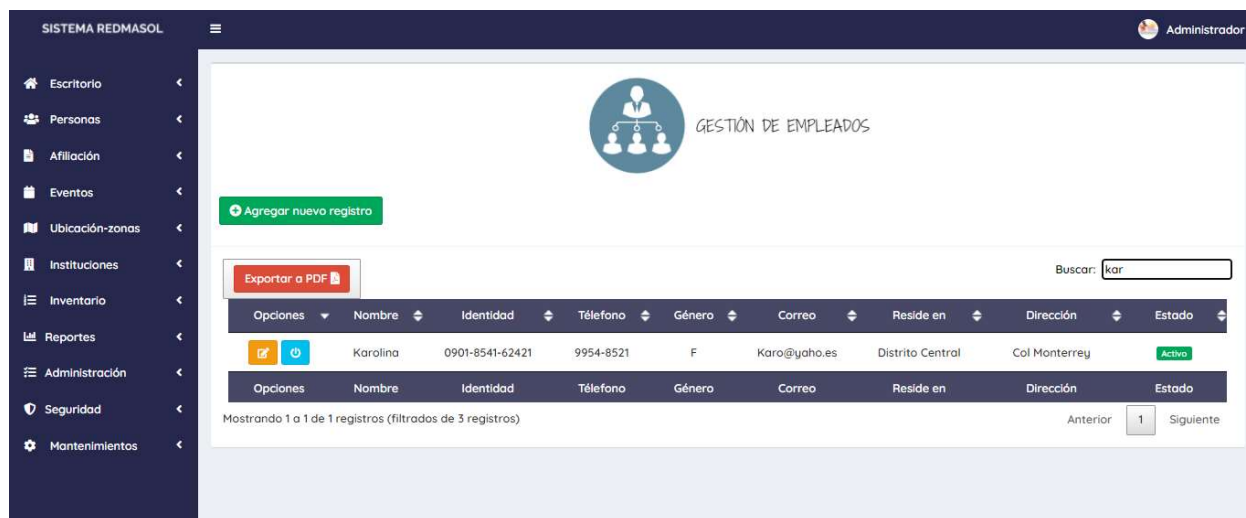 SISTEMA REDMASOL
Administrador
Escritorio
Personas
Afiliación
Eventos
Ubicación-zonas
Instituciones
Inventario
Reportes
Administración
Seguridad
Mantenimientos
GESTIÓN DE EMPLEADOS
Agregar nuevo registro
Exportar a PDF
Buscar: kar
Opciones Nombre Identidad Télefono Género Correo Reside en Dirección Estado
Karolina 0901-8541-62421 9954-8521 F Karo@yaho.es Distrito Central Col Monterrey Activo
Opciones Nombre Identidad Télefono Género Correo Reside en Dirección Estado
Mostrando 1 a 1 de 1 registros (filtrados de 3 registros)
Anterior 1 Siguiente